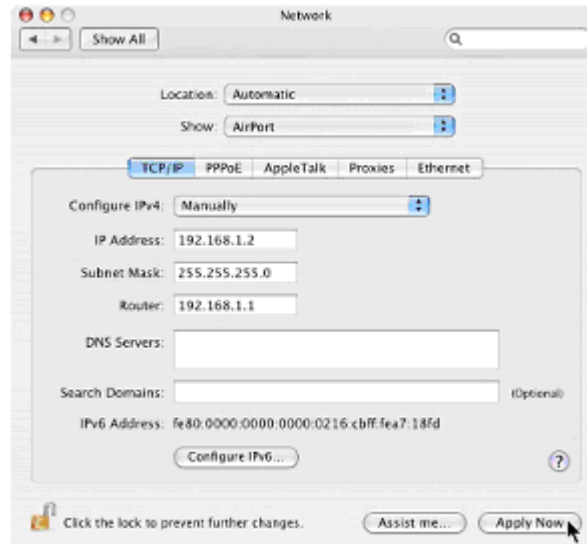 Network
Show All
Location: Automatic
Show: AirPort
TCP/IP PPPoE AppleTalk Proxies Ethernet
Configure IPv4: Manually
IP Address: 192.168.1.2
Subnet Mask: 255.255.255.0
Router: 192.168.1.1
DNS Servers:
Search Domains: (Optional)
IPv6 Address: fe80:0000:0000:0000:0216:cbff:fea7:18fd
Configure IPv6...
?
Click the lock to prevent further changes. Assist me... Apply Now